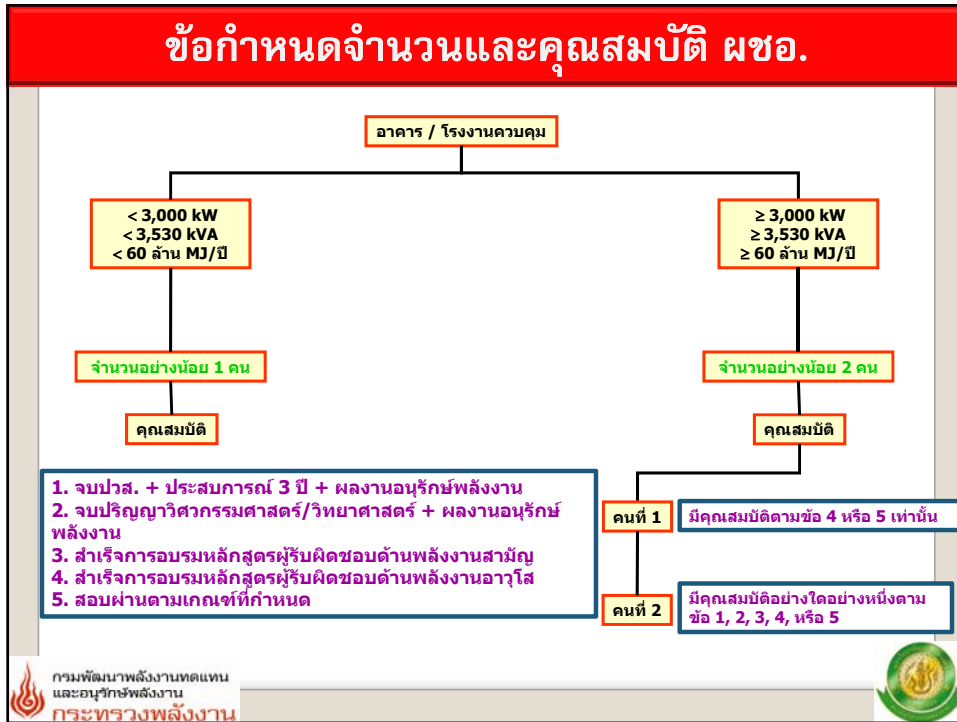 ข้อกำหนดจำนวนและคุณสมบัติ ผชอ.
อาคาร / โรงงานควบคุม
< 3,000 kW
< 3,530 kVA
< 60 ล้าน MJ/ปี
≥ 3,000 kW
≥ 3,530 kVA
≥ 60 ล้าน MJ/ปี
จำนวนอย่างน้อย 1 คน
จำนวนอย่างน้อย 2 คน
คุณสมบัติ
คุณสมบัติ
1. จบปวส. + ประสบการณ์ 3 ปี + ผลงานอนุรักษ์พลังงาน
2. จบปริญญาวิศวกรรมศาสตร์/วิทยาศาสตร์ + ผลงานอนุรักษ์
พลังงาน
3. สำเร็จการอบรมหลักสูตรผู้รับผิดชอบด้านพลังงานสามัญ
4. สำเร็จการอบรมหลักสูตรผู้รับผิดชอบด้านพลังงานอาวุโส
5. สอบผ่านตามเกณฑ์ที่กำหนด
คนที่ 1
มีคุณสมบัติตามข้อ 4 หรือ 5 เท่านั้น
คนที่ 2
มีคุณสมบัติอย่างใดอย่างหนึ่งตาม
ข้อ 1, 2, 3, 4, หรือ 5
กรมพัฒนาพลังงานทดแทน
และอนุรักษ์พลังงาน
กระทรวงพลังงาน